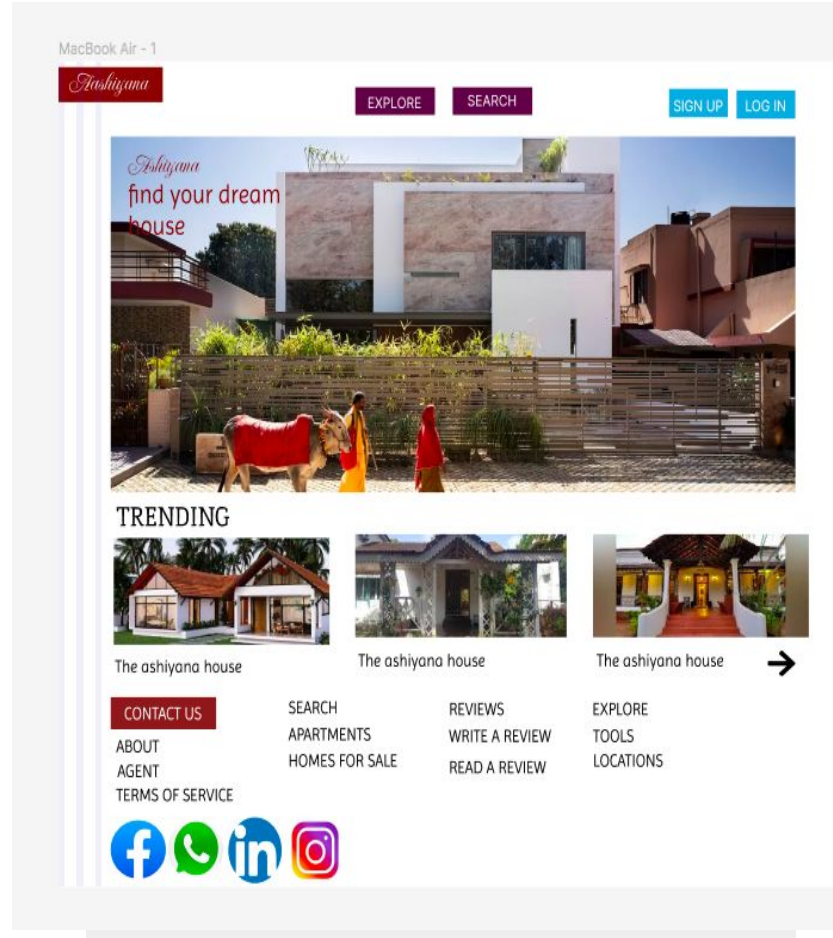 MacBook Air - 1
Aashiyana
EXPLORE
SEARCH
SIGN UP
LOG IN
Ashiyana
find your dream
house
TRENDING
The ashiyana house
The ashiyana house
The ashiyana house
CONTACT US
ABOUT
AGENT
TERMS OF SERVICE
SEARCH
APARTMENTS
HOMES FOR SALE
REVIEWS
WRITE A REVIEW
READ A REVIEW
EXPLORE
TOOLS
LOCATIONS
in